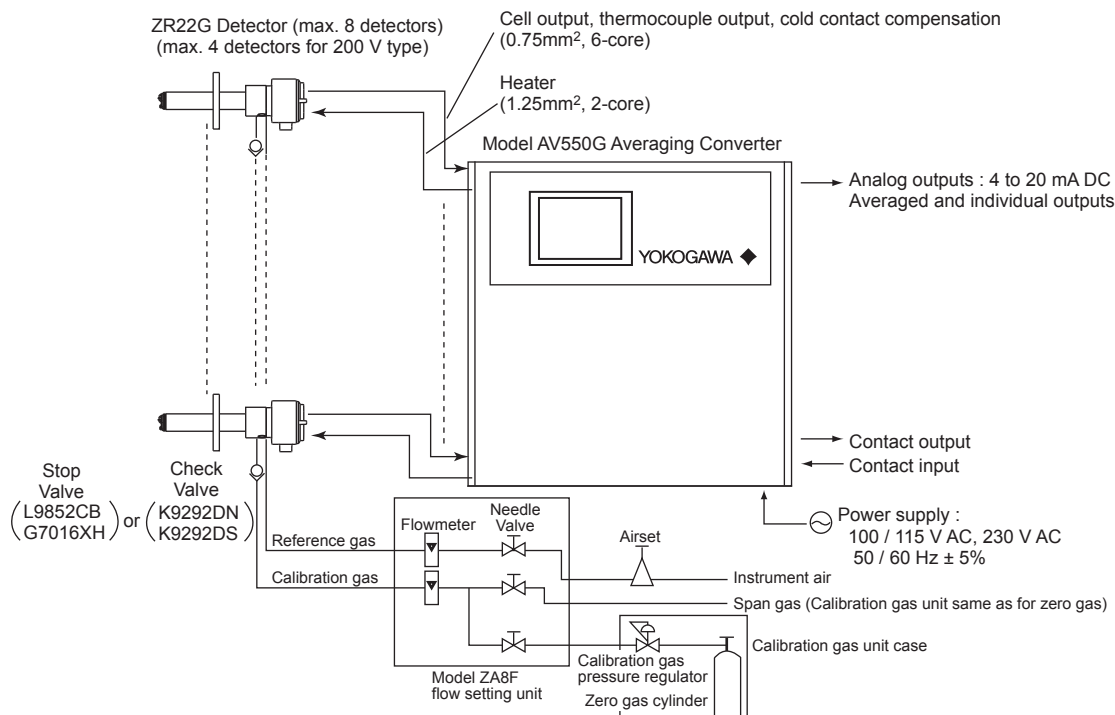 ZR22G Detector (max. 8 detectors)
(max. 4 detectors for 200 V type)
Cell output, thermocouple output, cold contact compensation
(0.75mm², 6-core)
Heater
(1.25mm², 2-core)
Model AV550G Averaging Converter
YOKOGAWA
Analog outputs : 4 to 20 mA DC
Averaged and individual outputs
Contact output
Contact input
Power supply :
100 / 115 V AC, 230 V AC
50 / 60 Hz ± 5%
Stop
Valve
(L9852CB
G7016XH)
or
Check
Valve
(K9292DN
K9292DS)
Flowmeter
Needle
Valve
Reference gas
Calibration gas
Airset
Instrument air
Span gas (Calibration gas unit same as for zero gas)
Calibration gas unit case
Calibration gas
pressure regulator
Zero gas cylinder
Model ZA8F
flow setting unit